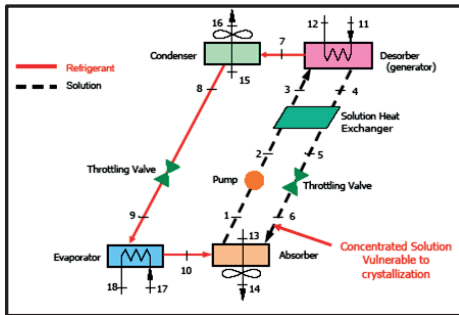 16
12
11
Condenser
7
Desorber
(generator)
Refrigerant
8
15
Solution
3
4
Solution Heat
Exchanger
2
5
Throttling Valve
Pump
Throttling Valve
9
1
6
13
Evaporator
10
Absorber
Concentrated Solution
Vulnerable to
crystallization
18
17
14